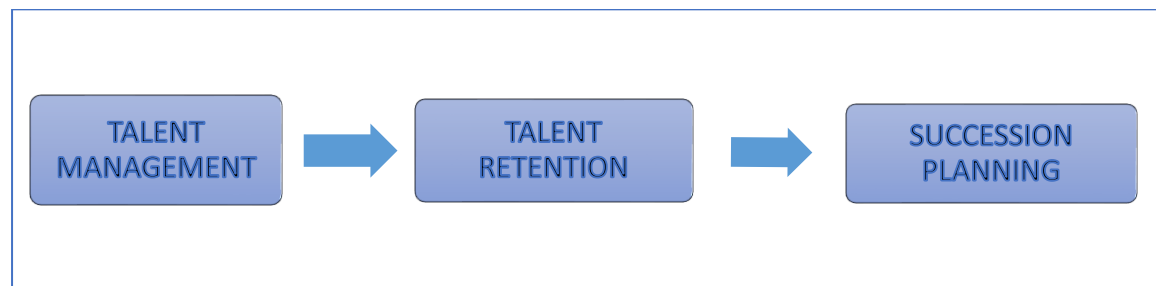 TALENT
MANAGEMENT
TALENT
RETENTION
SUCCESSION
PLANNING